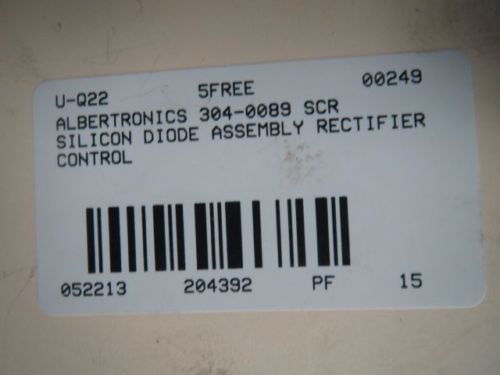 U-Q22 5FREE 00249
ALBERTRONICS 304-0089 SCR
SILICON DIODE ASSEMBLY RECTIFIER
CONTROL
052213 204392 PF 15